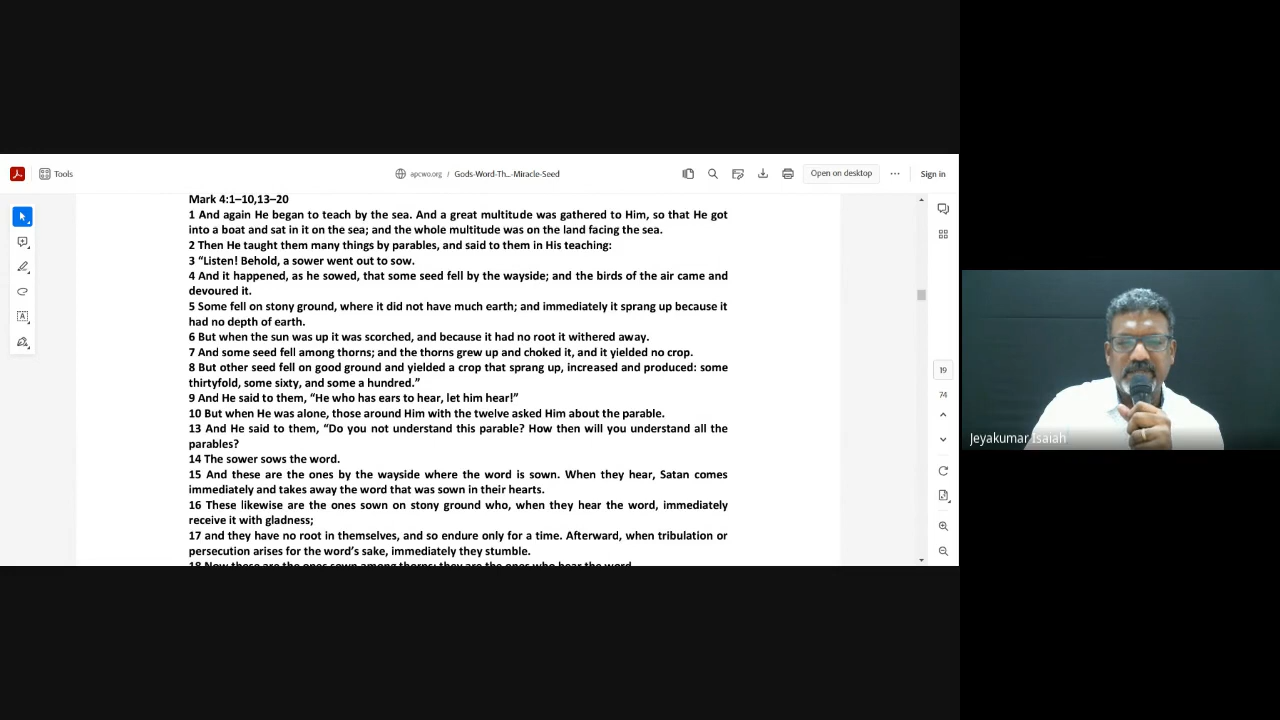 Tools
apcwo.org / Gods-Word-Th...-Miracle-Seed
Open on desktop
Sign in
Mark 4:1–10,13–20
1 And again He began to teach by the sea. And a great multitude was gathered to Him, so that He got
into a boat and sat in it on the sea; and the whole multitude was on the land facing the sea.
2 Then He taught them many things by parables, and said to them in His teaching:
3 “Listen! Behold, a sower went out to sow.
4 And it happened, as he sowed, that some seed fell by the wayside; and the birds of the air came and
devoured it.
5 Some fell on stony ground, where it did not have much earth; and immediately it sprang up because it
had no depth of earth.
6 But when the sun was up it was scorched, and because it had no root it withered away.
7 And some seed fell among thorns; and the thorns grew up and choked it, and it yielded no crop.
8 But other seed fell on good ground and yielded a crop that sprang up, increased and produced: some
thirtyfold, some sixty, and some a hundred.”
9 And He said to them, “He who has ears to hear, let him hear!”
10 But when He was alone, those around Him with the twelve asked Him about the parable.
13 And He said to them, “Do you not understand this parable? How then will you understand all the
parables?
14 The sower sows the word.
15 And these are the ones by the wayside where the word is sown. When they hear, Satan comes
immediately and takes away the word that was sown in their hearts.
16 These likewise are the ones sown on stony ground who, when they hear the word, immediately
receive it with gladness;
17 and they have no root in themselves, and so endure only for a time. Afterward, when tribulation or
persecution arises for the word’s sake, immediately they stumble.
18 Now these are the ones sown among thorns; they are the ones who hear the word,
19
74
Jeyakumar Isaiah